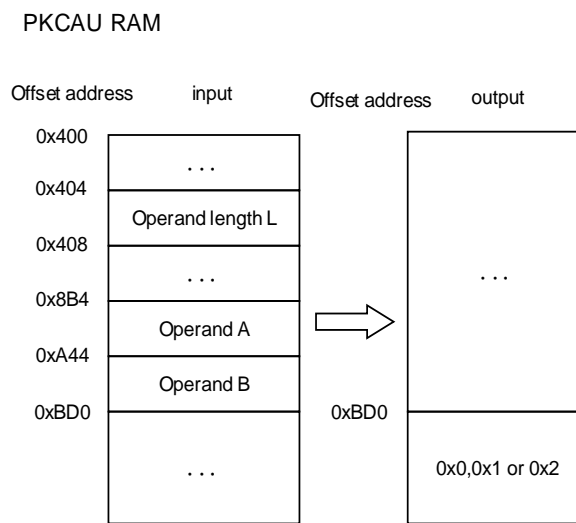 PKCAU RAM
Offset address input Offset address output
0x400
. . .
0x404
Operand length L
0x408
. . .
0x8B4
Operand A
0xA44
Operand B
0xBD0
. . .
. . .
0xBD0
0x0,0x1 or 0x2